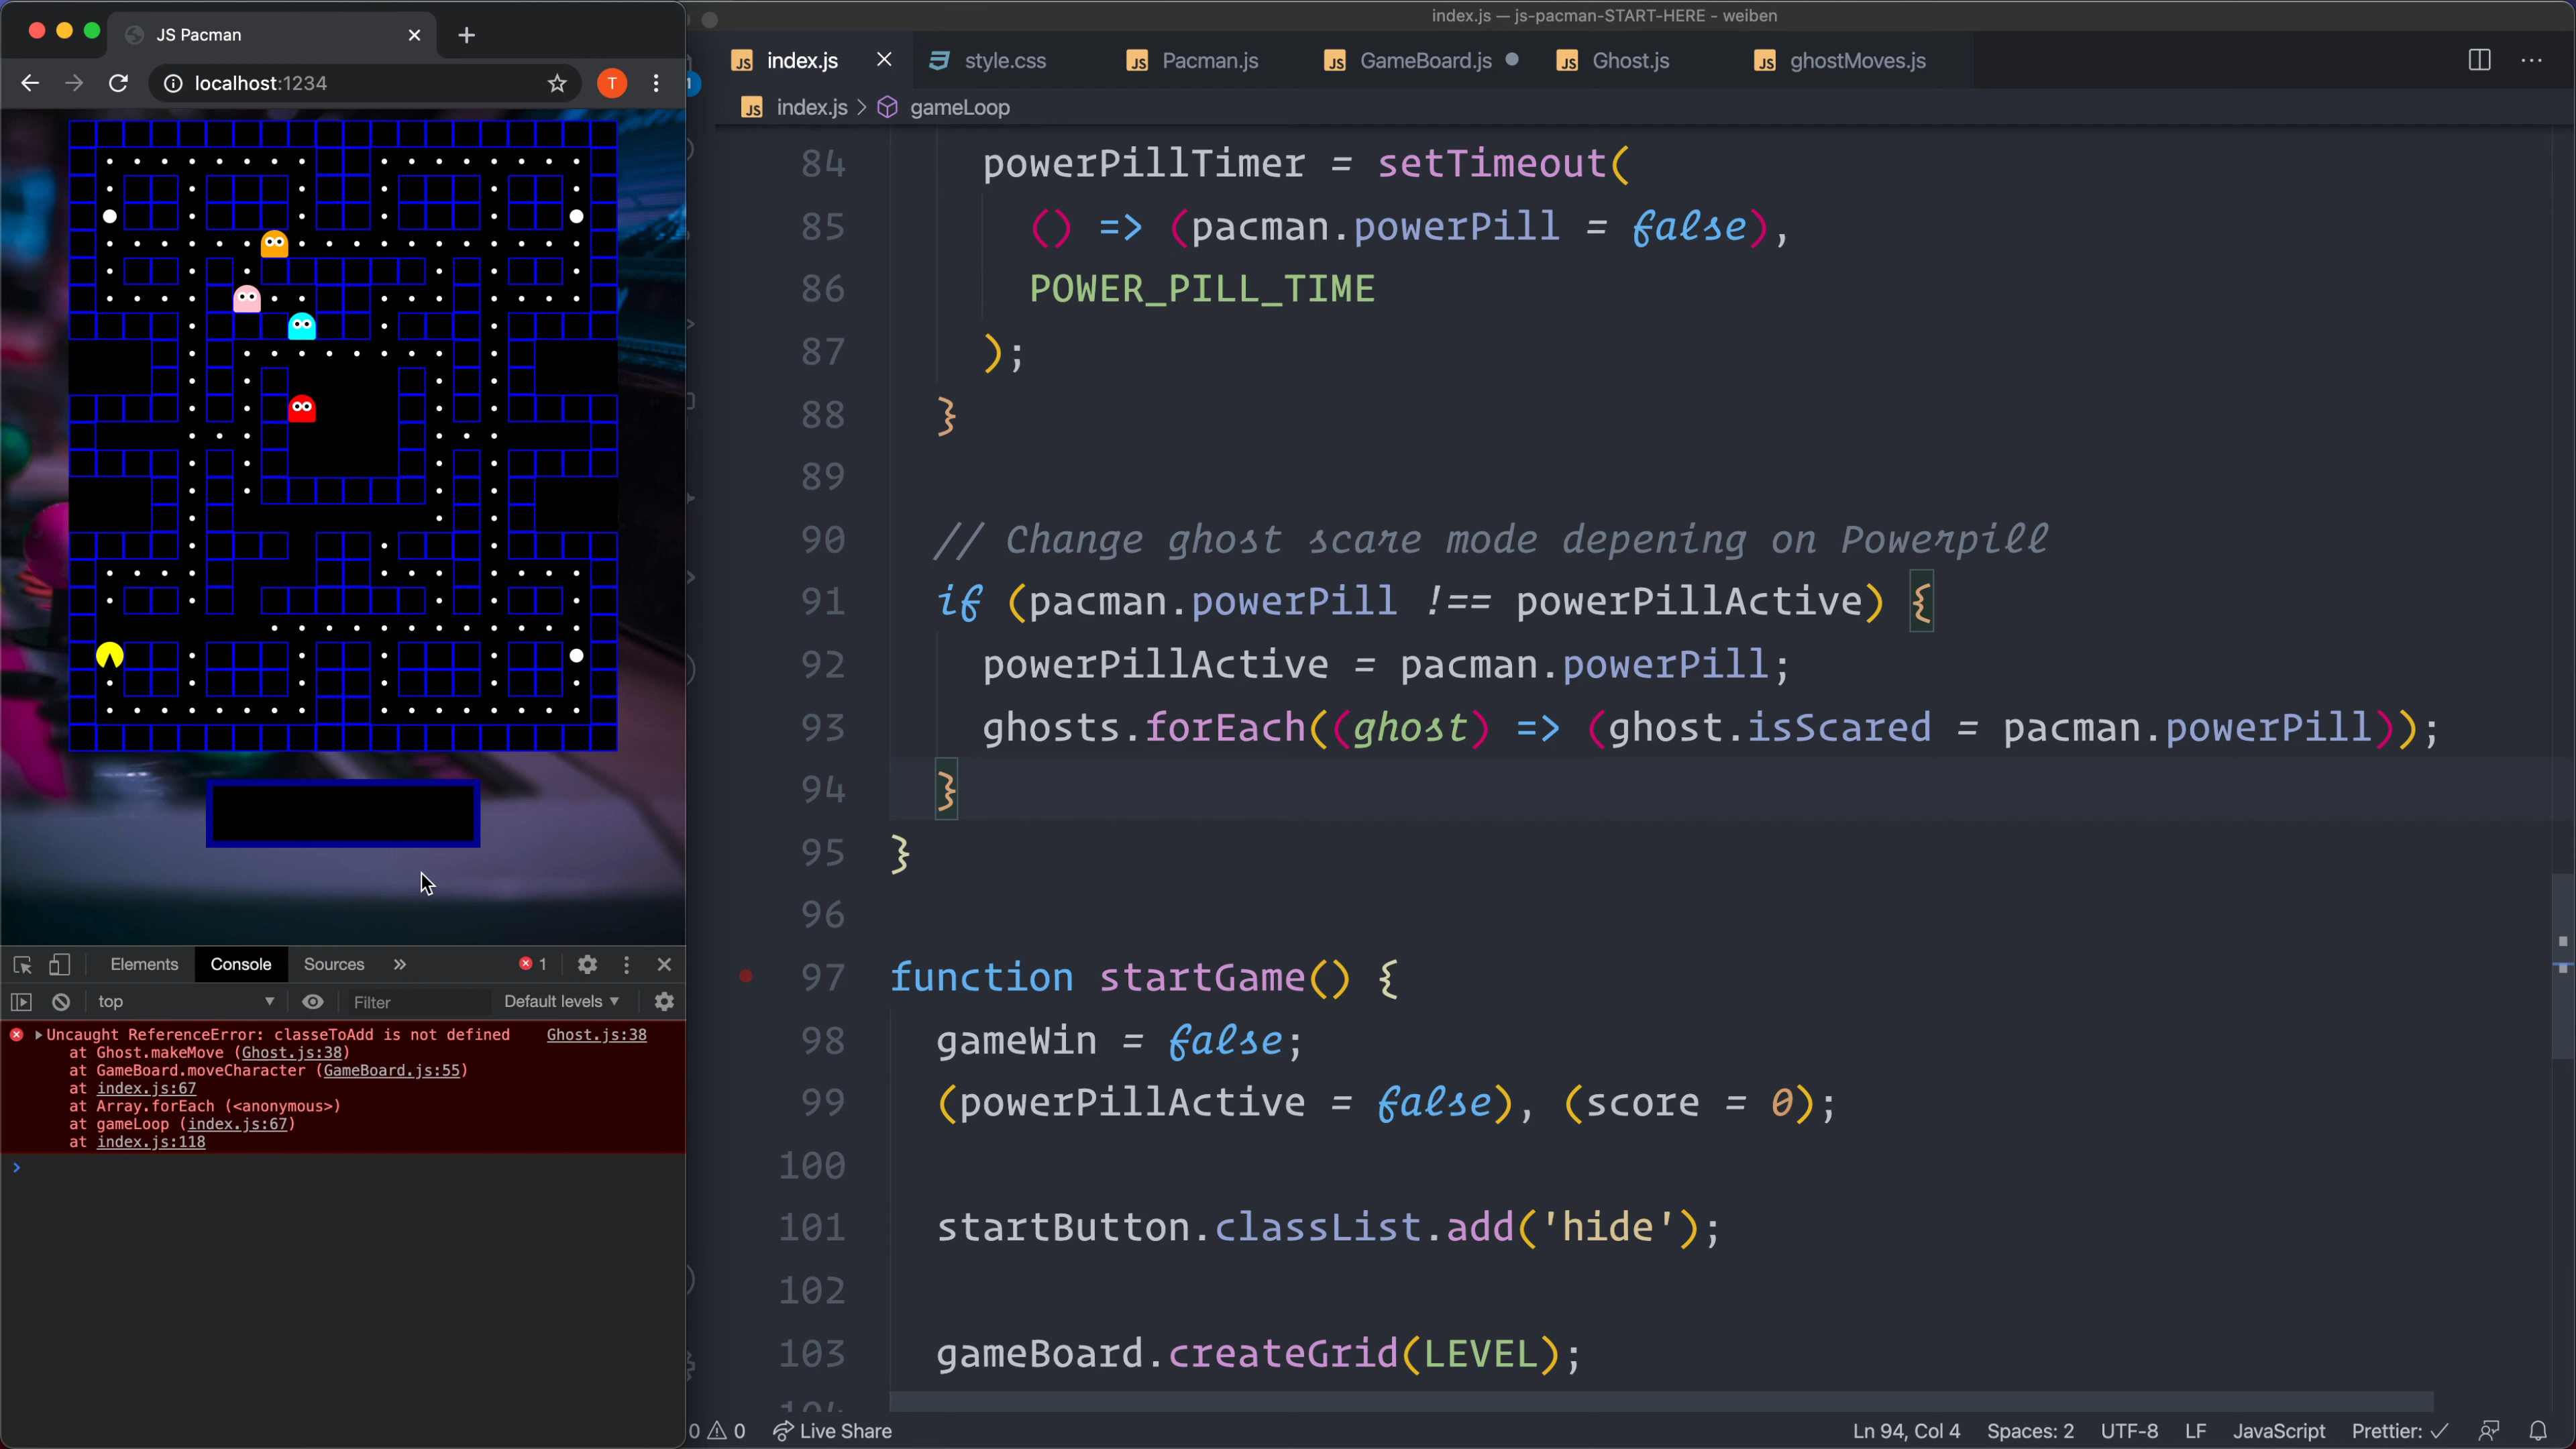 JS Pacman
localhost:1234
T
index.js — js-pacman-START-HERE - weiben
JS index.js
style.css
JS Pacman.js
JS GameBoard.js
JS Ghost.js
JS ghostMoves.js
1
JS index.js > gameLoop
84 powerPillTimer = setTimeout(
85 () => (pacman.powerPill = false),
86 POWER_PILL_TIME
87 );
88 }
89
90 // Change ghost scare mode depening on Powerpill
91 if (pacman.powerPill !== powerPillActive) {
92 powerPillActive = pacman.powerPill;
93 ghosts.forEach((ghost) => (ghost.isScared = pacman.powerPill));
94 }
95 }
96
97 function startGame() {
98 gameWin = false;
99 (powerPillActive = false), (score = 0);
100
101 startButton.classList.add('hide');
102
103 gameBoard.createGrid(LEVEL);
Elements Console Sources » 1
top Filter Default levels
Uncaught ReferenceError: classeToAdd is not defined Ghost.js:38
at Ghost.makeMove (Ghost.js:38)
at GameBoard.moveCharacter (GameBoard.js:55)
at index.js:67
at Array.forEach (<anonymous>)
at gameLoop (index.js:67)
at index.js:118
>
0 0 Live Share
Ln 94, Col 4 Spaces: 2 UTF-8 LF JavaScript Prettier: ✓